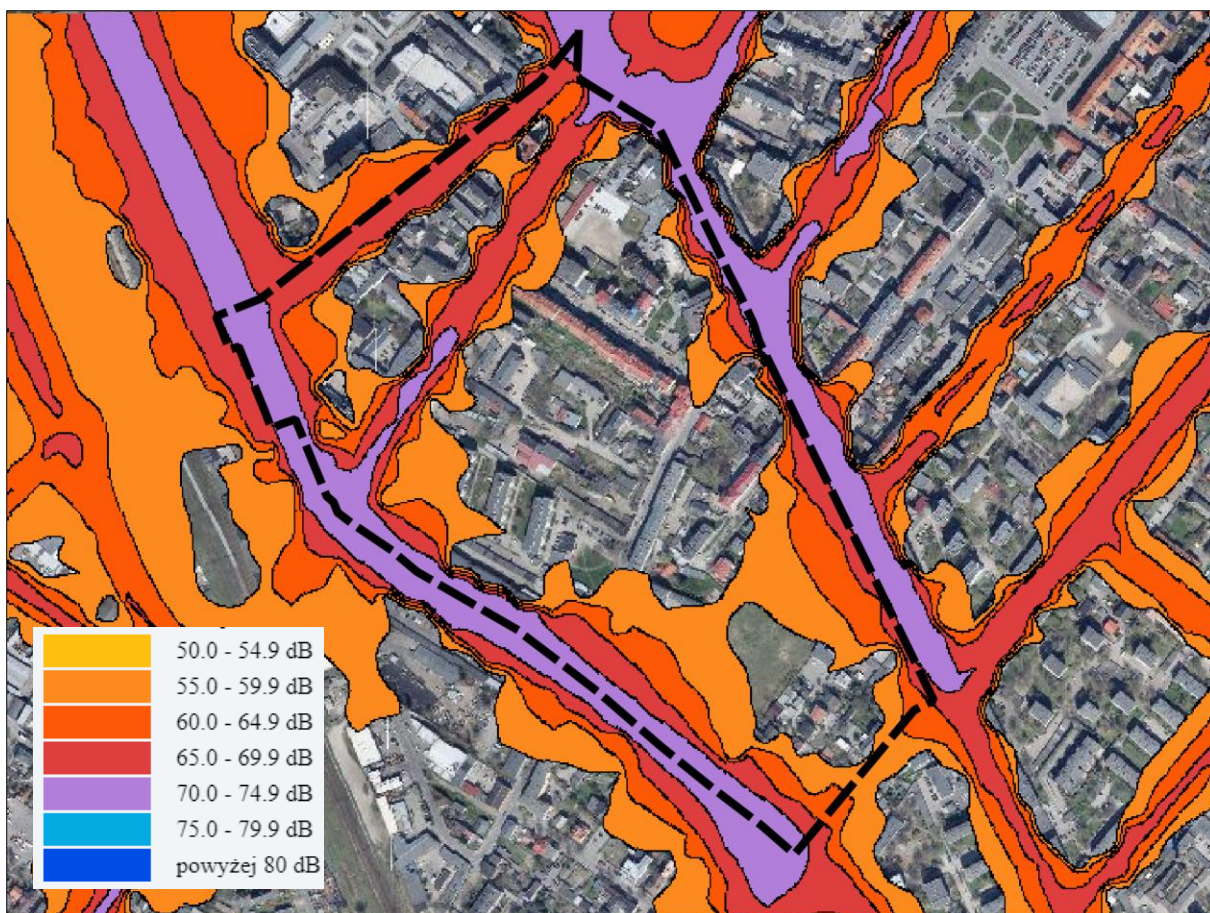 50.0 - 54.9 dB
55.0 - 59.9 dB
60.0 - 64.9 dB
65.0 - 69.9 dB
70.0 - 74.9 dB
75.0 - 79.9 dB
powyżej 80 dB